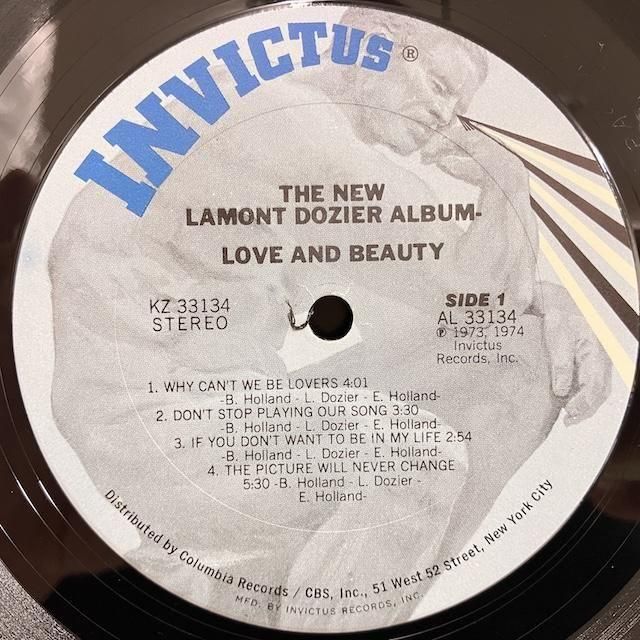 INVICTUS®
THE NEW
LAMONT DOZIER ALBUM-
LOVE AND BEAUTY
KZ 33134
STEREO
SIDE 1
AL 33134
℗ 1973, 1974
Invictus
Records, Inc.
1. WHY CAN'T WE BE LOVERS 4:01
-B. Holland - L. Dozier - E. Holland-
2. DON'T STOP PLAYING OUR SONG 3:30
-B. Holland - L. Dozier - E. Holland-
3. IF YOU DON'T WANT TO BE IN MY LIFE 2:54
-B. Holland - L. Dozier - E. Holland-
4. THE PICTURE WILL NEVER CHANGE
5:30 -B. Holland - L. Dozier -
E. Holland-
Distributed by Columbia Records / CBS, Inc., 51 West 52 Street, New York City
MFD. BY INVICTUS RECORDS, INC.